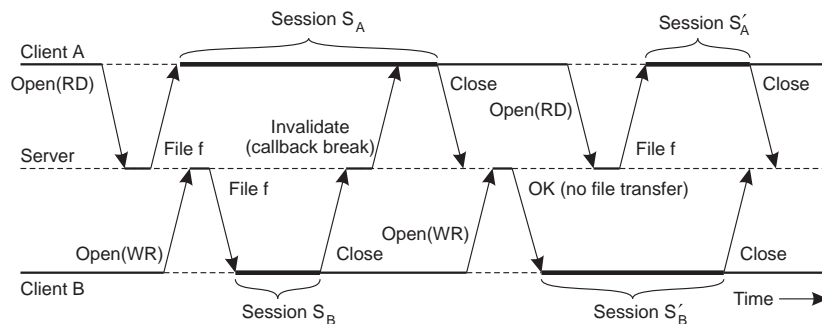 Session S_A
Session S′_A
Client A
Close
Close
Open(RD)
Open(RD)
Invalidate
(callback break)
File f
File f
Server
File f
OK (no file transfer)
Open(WR)
Open(WR)
Close
Close
Client B
Session S_B
Session S′_B
Time